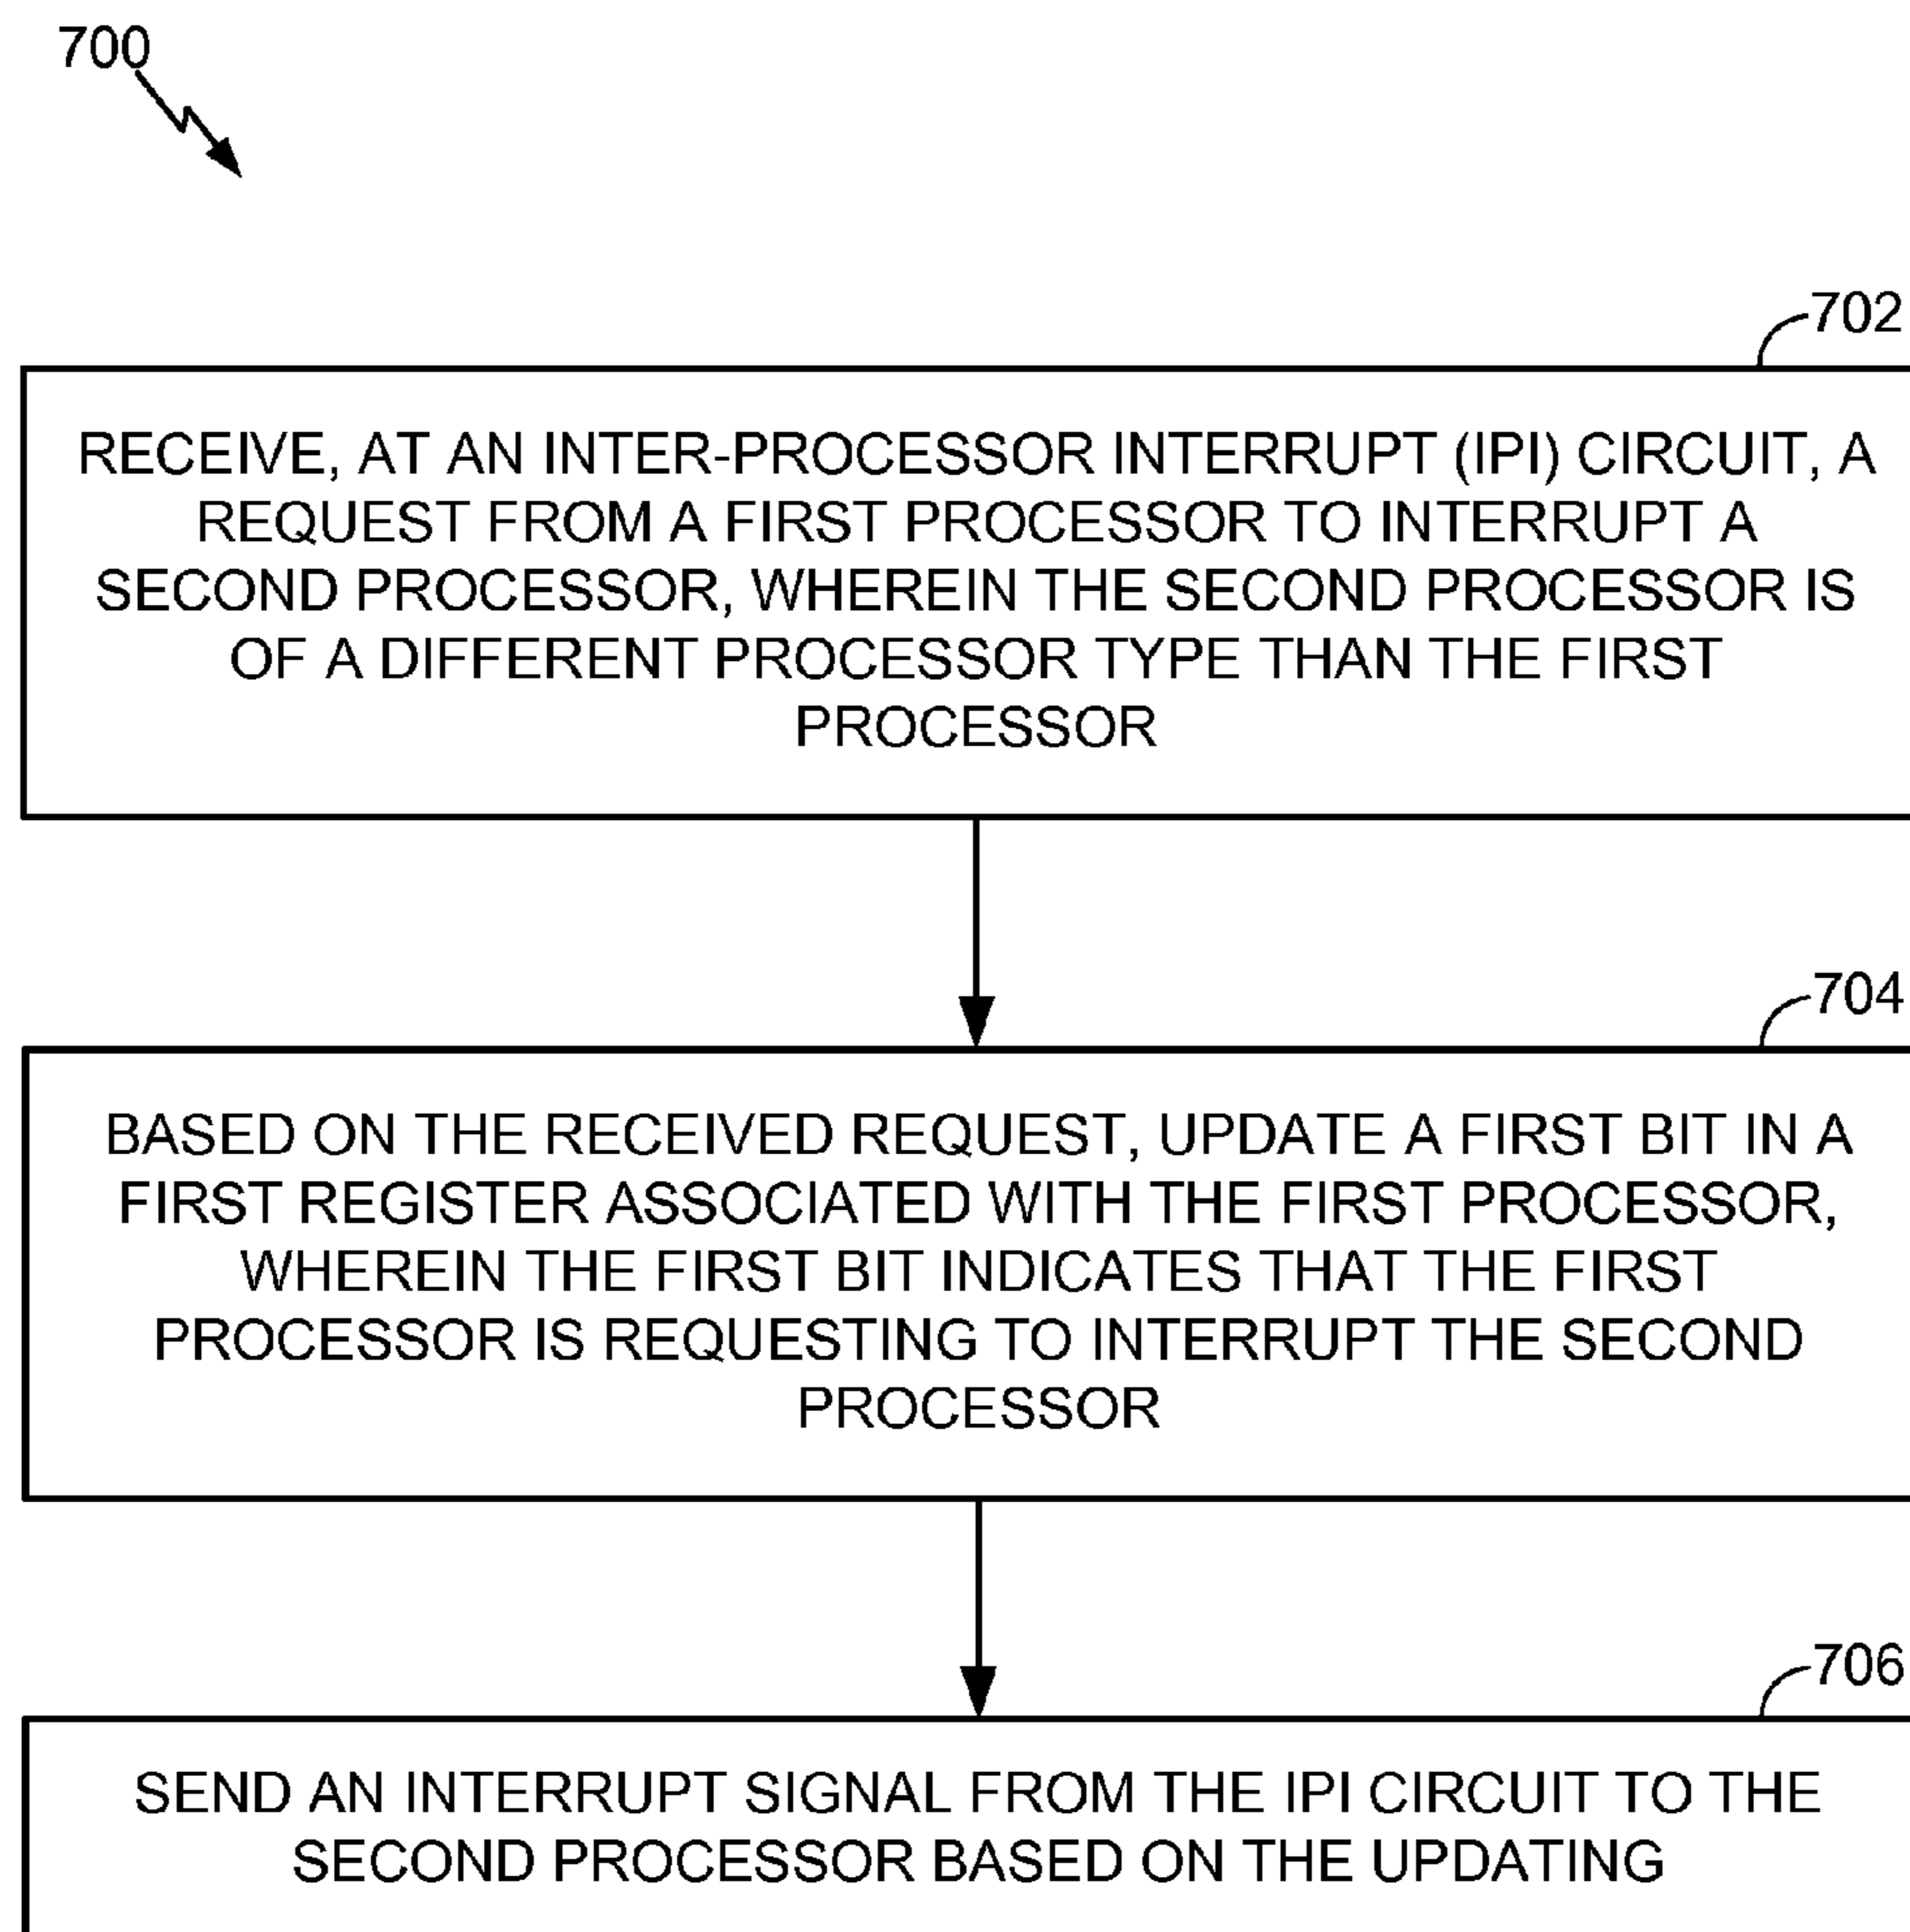 700
702
RECEIVE, AT AN INTER-PROCESSOR INTERRUPT (IPI) CIRCUIT, A
REQUEST FROM A FIRST PROCESSOR TO INTERRUPT A
SECOND PROCESSOR, WHEREIN THE SECOND PROCESSOR IS
OF A DIFFERENT PROCESSOR TYPE THAN THE FIRST
PROCESSOR
704
BASED ON THE RECEIVED REQUEST, UPDATE A FIRST BIT IN A
FIRST REGISTER ASSOCIATED WITH THE FIRST PROCESSOR,
WHEREIN THE FIRST BIT INDICATES THAT THE FIRST
PROCESSOR IS REQUESTING TO INTERRUPT THE SECOND
PROCESSOR
706
SEND AN INTERRUPT SIGNAL FROM THE IPI CIRCUIT TO THE
SECOND PROCESSOR BASED ON THE UPDATING